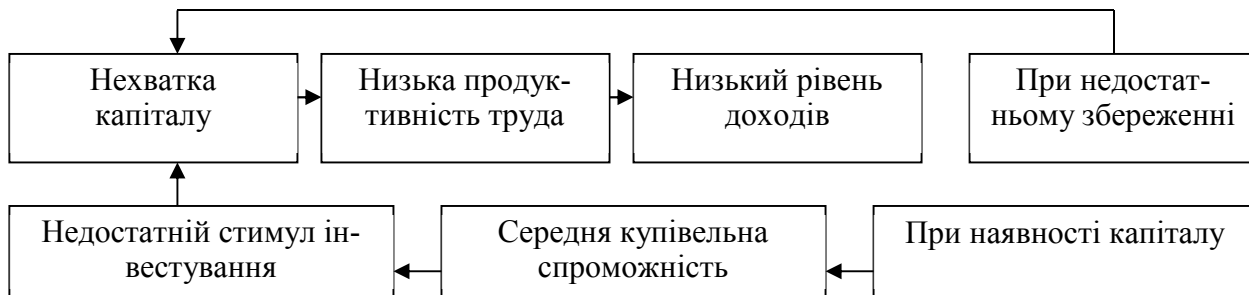 Нехватка
капіталу
Низька продук-
тивність труда
Низький рівень
доходів
При недостат-
ньому збереженні
Недостатній стимул ін-
вестування
Середня купівельна
спроможність
При наявності капіталу